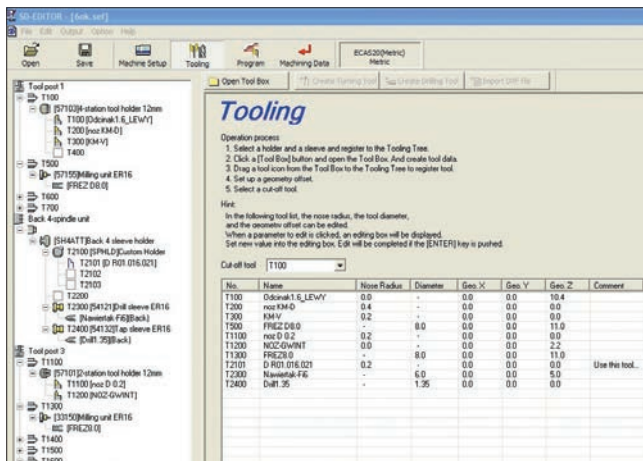 SD-EDITOR - [6ok.set]
File Edit Output Option Help
Open Save Machine Setup Tooling Program Machining Data ECAS20(Metric)
Metric
Open Tool Box Create Turning Tool Create Drilling Tool Import DXF File
Tool post 1
T100
[57103]4-station tool holder 12mm
T100 [Odcinak1.6_LEWY]
T200 [noz KM-D]
T300 [KM-V]
T400
T500
[57155]Milling unit ER16
[FREZ D8.0]
T600
T700
Back 4-spindle unit
[SH4ATT]Back 4 sleeve holder
T2100 [SPHLD]Custom Holder
T2101 [D R01.016.021]
T2102
T2103
T2200
T2300 [54121]Drill sleeve ER16
[Nawiertak-Fi6](Back)
T2400 [54132]Tap sleeve ER16
[Drill1.35](Back)
Tool post 3
T1100
[57101]2-station tool holder 12mm
T1100 [noz D 0.2]
T1200 [NOZ-GWINT]
T1300
[33150]Milling unit ER16
[FREZ8.0]
T1400
T1500
T1600
Tooling
Operation process:
1. Select a holder and a sleeve and register to the Tooling Tree.
2. Click a [Tool Box] button and open the Tool Box. And create tool data.
3. Drag a tool icon from the Tool Box to the Tooling Tree to register tool.
4. Set up a geometry offset.
5. Select a cut-off tool.
Hint:
In the following tool list, the nose radius, the tool diameter,
and the geometry offset can be edited.
When a parameter to edit is clicked, an editing box will be displayed.
Set new value into the editing box. Edit will be completed if the [ENTER] key is pushed.
Cut-off tool T100
No. Name Nose Radius Diameter Geo. X Geo. Y Geo. Z Comment
T100 Odcinak1.6_LEWY 0.0 - 0.0 0.0 10.4
T200 noz KM-D 0.4 - 0.0 0.0 0.0
T300 KM-V 0.2 - 0.0 0.0 0.0
T500 FREZ D8.0 - 8.0 0.0 0.0 11.0
T1100 noz D 0.2 0.2 - 0.0 0.0 0.0
T1200 NOZ-GWINT 0.0 - 0.0 0.0 2.2
T1300 FREZ8.0 - 8.0 0.0 0.0 11.0
T2101 D R01.016.021 0.2 - 0.0 0.0 0.0 Use this tool...
T2300 Nawiertak-Fi6 - 6.0 0.0 0.0 5.0
T2400 Drill1.35 - 1.35 0.0 0.0 0.0